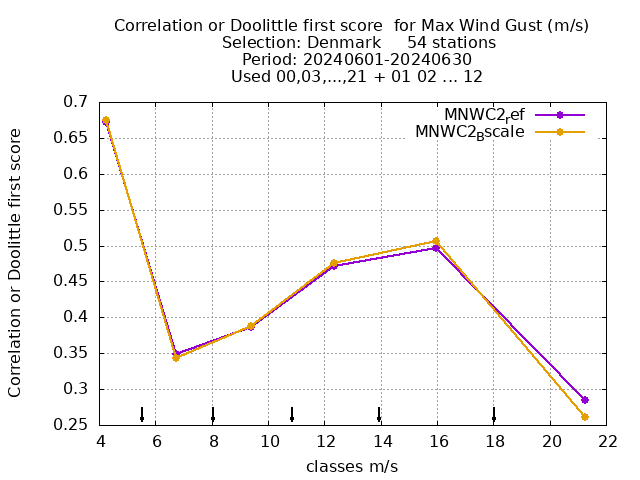 Correlation or Doolittle first score  for Max Wind Gust (m/s)
Selection: Denmark     54 stations
Period: 20240601-20240630
Used 00,03,...,21 + 01 02 ... 12
MNWC2ref
MNWC2Bscale
Correlation or Doolittle first score
0.7
0.65
0.6
0.55
0.5
0.45
0.4
0.35
0.3
0.25
4 6 8 10 12 14 16 18 20 22
classes m/s